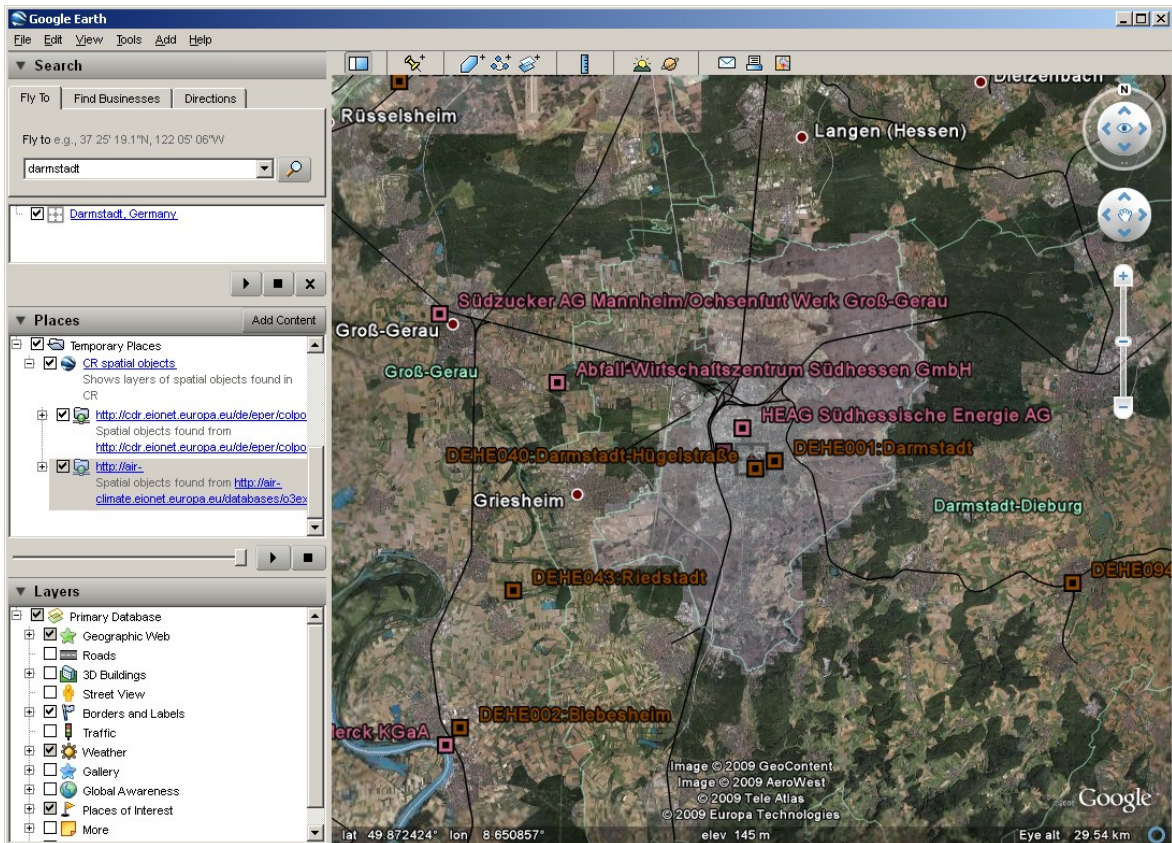 Google Earth
File Edit View Tools Add Help
Search
Fly To Find Businesses Directions
Fly to e.g., 37 25' 19.1"N, 122 05' 06"W
darmstadt
Darmstadt, Germany
Places Add Content
Temporary Places
CR spatial objects
Shows layers of spatial objects found in
CR
http://cdr.eionet.europa.eu/de/eper/colpo
Spatial objects found from
http://cdr.eionet.europa.eu/de/eper/colpo
http://air-
Spatial objects found from http://air-
climate.eionet.europa.eu/databases/o3ex
Layers
Primary Database
Geographic Web
Roads
3D Buildings
Street View
Borders and Labels
Traffic
Weather
Gallery
Global Awareness
Places of Interest
More
Dietzenbach
N
Rüsselsheim
Langen (Hessen)
Südzucker AG Mannheim/Ochsenfurt Werk Groß-Gerau
Groß-Gerau
Groß-Gerau
Abfall-Wirtschaftszentrum Südhessen GmbH
HEAG Südhessische Energie AG
DEHE040-Darmstadt-Hügelstraße
DEHE001:Darmstadt
Griesheim
Darmstadt-Dieburg
DEHE043:Riedstadt
DEHE094
DEHE002:Biebesheim
erck KGaA
Image © 2009 GeoContent
Image © 2009 AeroWest
© 2009 Tele Atlas
© 2009 Europa Technologies
Google
lat 49.872424° lon 8.650857° elev 145 m Eye alt 29.54 km